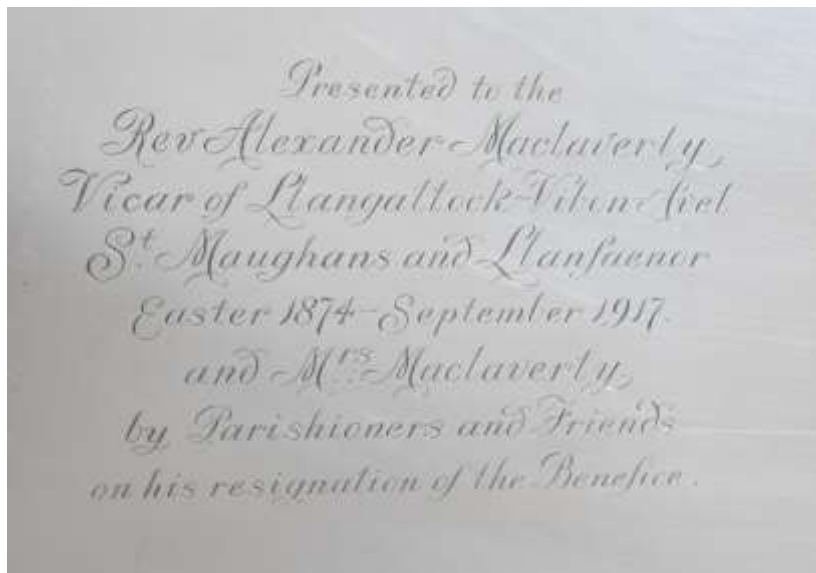 Presented to the
Rev Alexander Maclaverty,
Vicar of Llangattock-Vibon-Avel
St. Maughans and Llanfaenor
Easter 1874-September 1917.
and Mrs. Maclaverty,
by Parishioners and Friends
on his resignation of the Benefice.